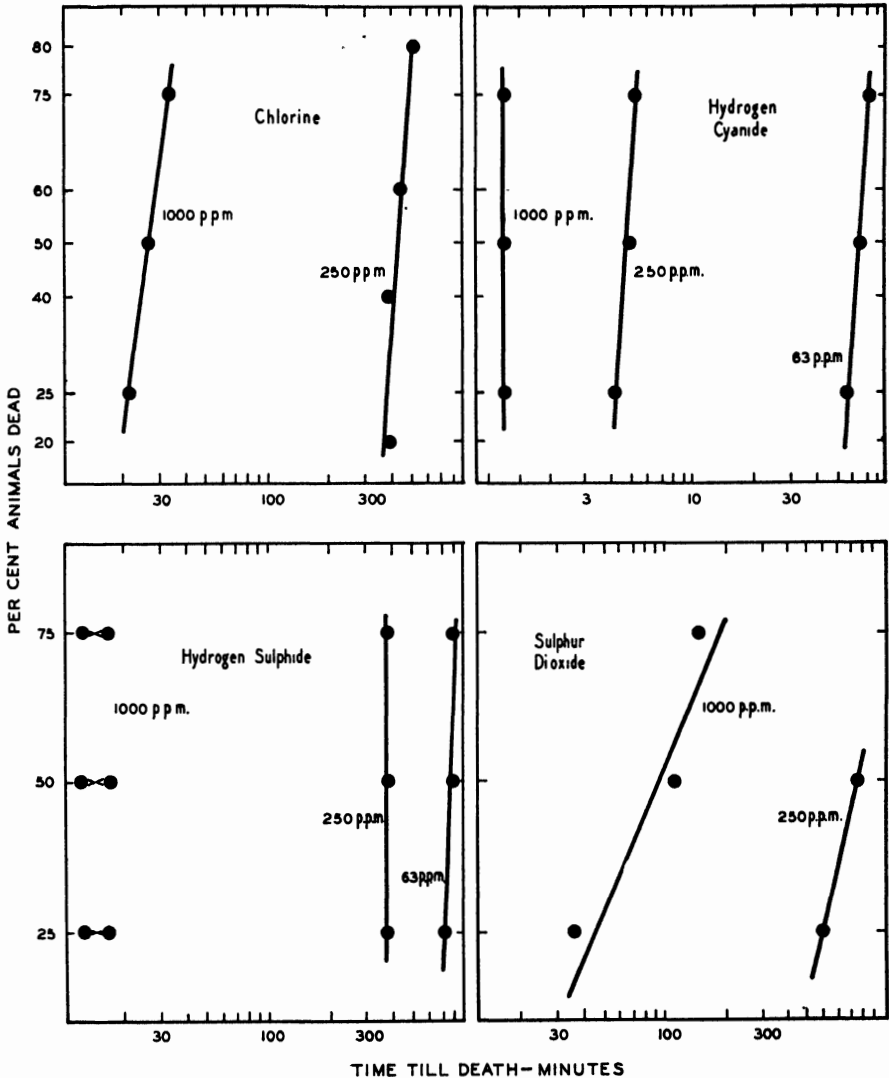 PER CENT ANIMALS DEAD
80
75
60
50
40
25
20
Chlorine
1000 ppm
250 ppm
30 100 300
Hydrogen
Cyanide
1000 ppm.
250 p.p.m.
63 p.p.m
3 10 30
75
50
25
Hydrogen Sulphide
1000 p p m.
250 p.p.m.
63 p.p.m.
30 100 300
Sulphur
Dioxide
1000 p.p.m.
250 p.p.m.
30 100 300
TIME TILL DEATH—MINUTES